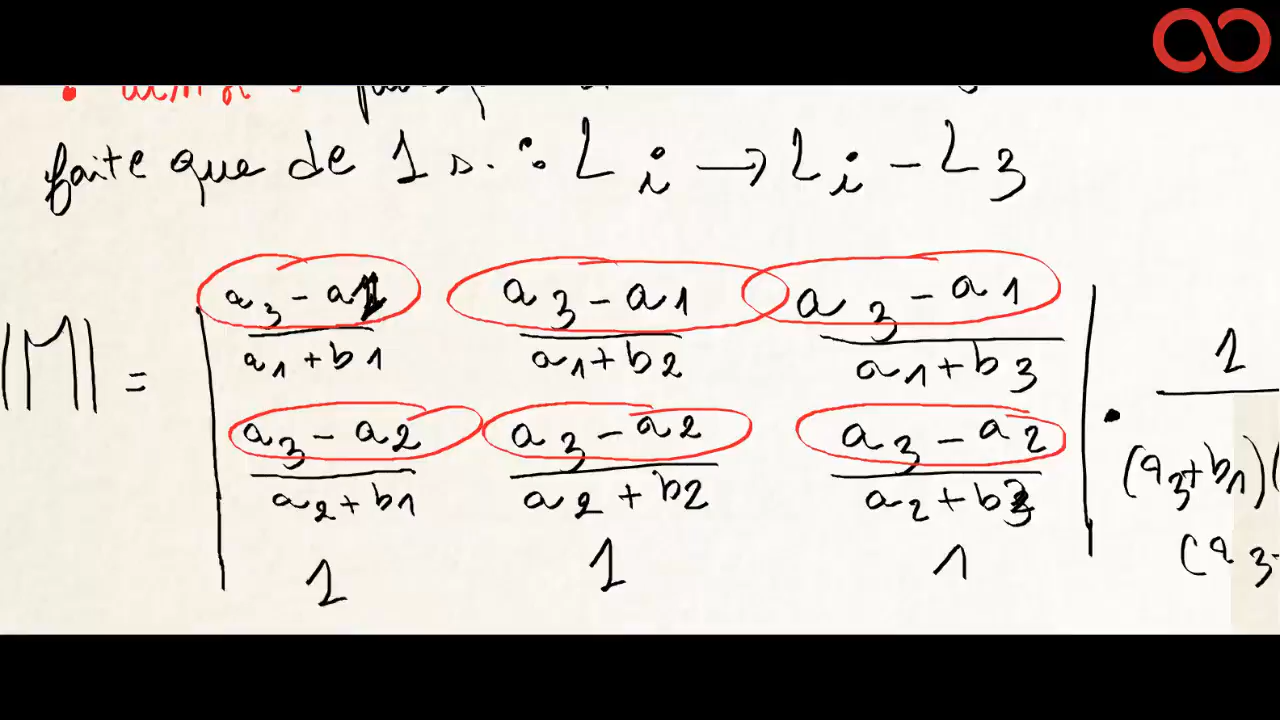 faite que de 1 s. : L i → L i - L 3
|M| = | a3 - a1 / a1 + b1   a3 - a1 / a1 + b2   a3 - a1 / a1 + b3 | · 1 / (a3+b1)(
a3 - a2 / a2 + b1   a3 - a2 / a2 + b2   a3 - a2 / a2 + b3   (a3
1   1   1